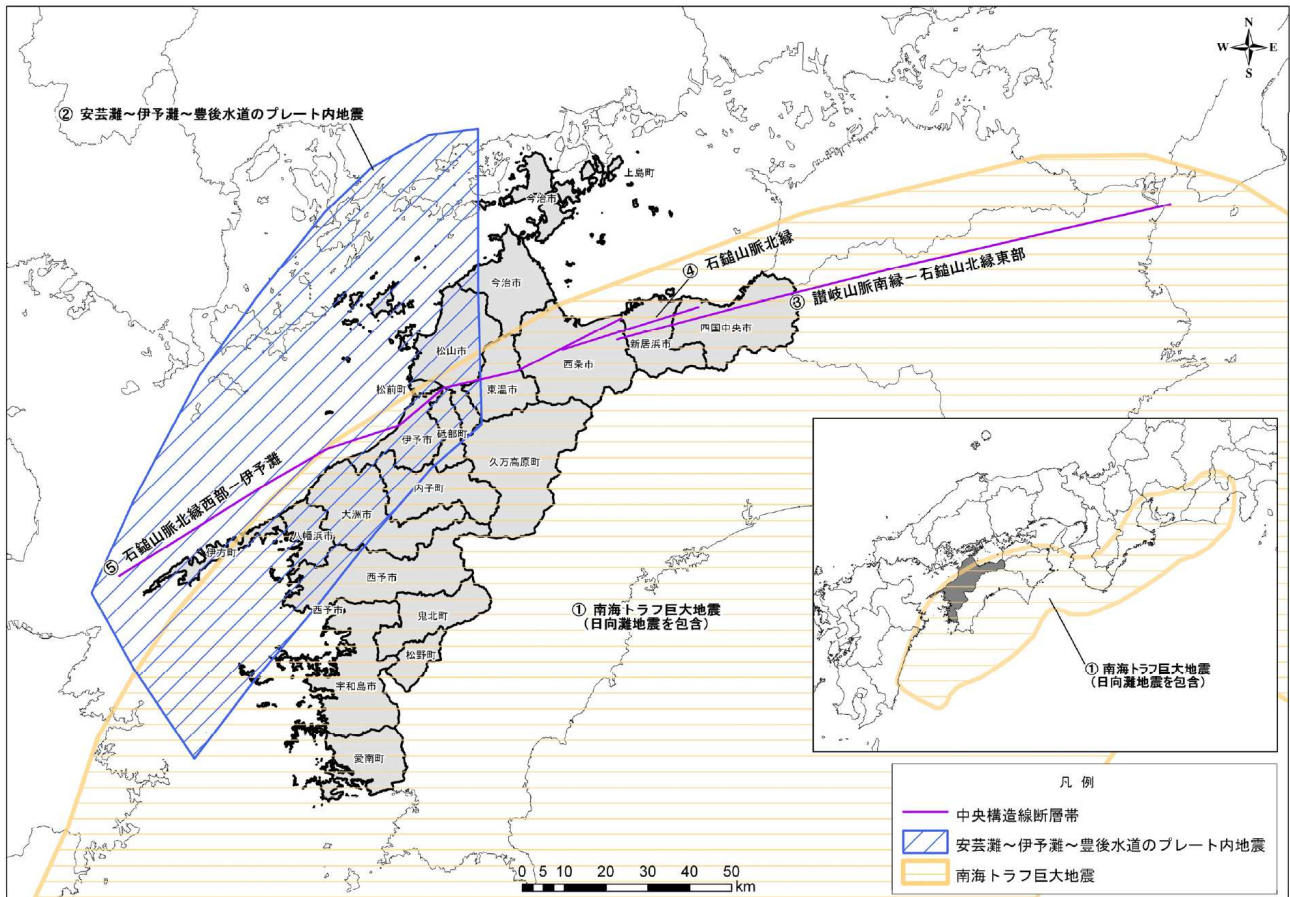 N
W E
S
② 安芸灘～伊予灘～豊後水道のプレート内地震
上島町
今治市
④ 石鎚山脈北縁
③ 讃岐山脈南縁－石鎚山北縁東部
今治市
四国中央市
新居浜市
松山市
西条市
松前町
東温市
伊予市
砥部町
久万高原町
内子町
⑤ 石鎚山脈北縁西部－伊予灘
大洲市
八幡浜市
伊方町
西予市
西予市
① 南海トラフ巨大地震
(日向灘地震を包含)
鬼北町
松野町
宇和島市
愛南町
① 南海トラフ巨大地震
(日向灘地震を包含)
凡 例
中央構造線断層帯
安芸灘～伊予灘～豊後水道のプレート内地震
南海トラフ巨大地震
0 5 10 20 30 40 50
km